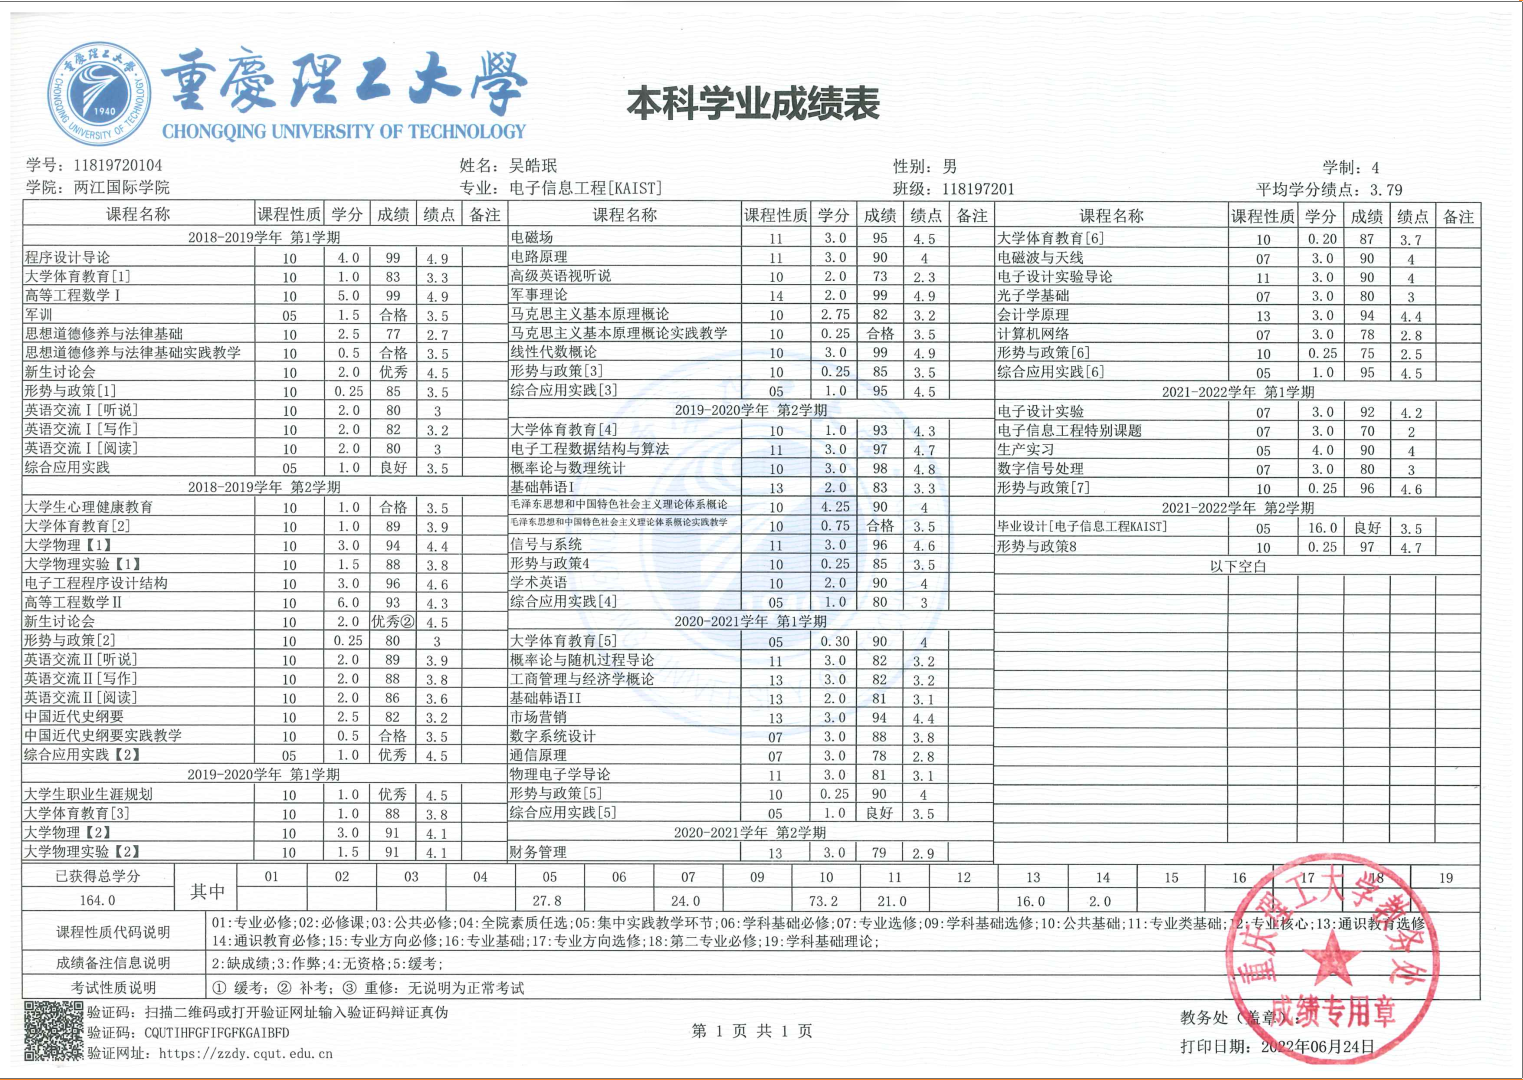 重慶理工大學
CHONGQING UNIVERSITY OF TECHNOLOGY
1940
本科学业成绩表
学号: 11819720104 姓名: 吴皓珉 性别: 男 学制: 4
学院: 两江国际学院 专业: 电子信息工程[KAIST] 班级: 118197201 平均学分绩点: 3.79
课程名称 课程性质 学分 成绩 绩点 备注
2018-2019学年 第1学期
程序设计导论 10 4.0 99 4.9
大学体育教育[1] 10 1.0 83 3.3
高等工程数学Ⅰ 10 5.0 99 4.9
军训 05 1.5 合格 3.5
思想道德修养与法律基础 10 2.5 77 2.7
思想道德修养与法律基础实践教学 10 0.5 合格 3.5
新生讨论会 10 2.0 优秀 4.5
形势与政策[1] 10 0.25 85 3.5
英语交流Ⅰ[听说] 10 2.0 80 3
英语交流Ⅰ[写作] 10 2.0 82 3.2
英语交流Ⅰ[阅读] 10 2.0 80 3
综合应用实践 05 1.0 良好 3.5
2018-2019学年 第2学期
大学生心理健康教育 10 1.0 合格 3.5
大学体育教育[2] 10 1.0 89 3.9
大学物理【1】 10 3.0 94 4.4
大学物理实验【1】 10 1.5 88 3.8
电子工程程序设计结构 10 3.0 96 4.6
高等工程数学Ⅱ 10 6.0 93 4.3
新生讨论会 10 2.0 优秀② 4.5
形势与政策[2] 10 0.25 80 3
英语交流Ⅱ[听说] 10 2.0 89 3.9
英语交流Ⅱ[写作] 10 2.0 88 3.8
英语交流Ⅱ[阅读] 10 2.0 86 3.6
中国近代史纲要 10 2.5 82 3.2
中国近代史纲要实践教学 10 0.5 合格 3.5
综合应用实践【2】 05 1.0 优秀 4.5
2019-2020学年 第1学期
大学生职业生涯规划 10 1.0 优秀 4.5
大学体育教育[3] 10 1.0 88 3.8
大学物理【2】 10 3.0 91 4.1
大学物理实验【2】 10 1.5 91 4.1
课程名称 课程性质 学分 成绩 绩点 备注
电磁场 11 3.0 95 4.5
电路原理 11 3.0 90 4
高级英语视听说 10 2.0 73 2.3
军事理论 14 2.0 99 4.9
马克思主义基本原理概论 10 2.75 82 3.2
马克思主义基本原理概论实践教学 10 0.25 合格 3.5
线性代数概论 10 3.0 99 4.9
形势与政策[3] 10 0.25 85 3.5
综合应用实践[3] 05 1.0 95 4.5
2019-2020学年 第2学期
大学体育教育[4] 10 1.0 93 4.3
电子工程数据结构与算法 11 3.0 97 4.7
概率论与数理统计 10 3.0 98 4.8
基础韩语I 13 2.0 83 3.3
毛泽东思想和中国特色社会主义理论体系概论 10 4.25 90 4
毛泽东思想和中国特色社会主义理论体系概论实践教学 10 0.75 合格 3.5
信号与系统 11 3.0 96 4.6
形势与政策4 10 0.25 85 3.5
学术英语 10 2.0 90 4
综合应用实践[4] 05 1.0 80 3
2020-2021学年 第1学期
大学体育教育[5] 05 0.30 90 4
概率论与随机过程导论 11 3.0 82 3.2
工商管理与经济学概论 13 3.0 82 3.2
基础韩语II 13 2.0 81 3.1
市场营销 13 3.0 94 4.4
数字系统设计 07 3.0 88 3.8
通信原理 07 3.0 78 2.8
物理电子学导论 11 3.0 81 3.1
形势与政策[5] 10 0.25 90 4
综合应用实践[5] 05 1.0 良好 3.5
2020-2021学年 第2学期
财务管理 13 3.0 79 2.9
课程名称 课程性质 学分 成绩 绩点 备注
大学体育教育[6] 10 0.20 87 3.7
电磁波与天线 07 3.0 90 4
电子设计实验导论 11 3.0 90 4
光子学基础 07 3.0 80 3
会计学原理 13 3.0 94 4.4
计算机网络 07 3.0 78 2.8
形势与政策[6] 10 0.25 75 2.5
综合应用实践[6] 05 1.0 95 4.5
2021-2022学年 第1学期
电子设计实验 07 3.0 92 4.2
电子信息工程特别课题 07 3.0 70 2
生产实习 05 4.0 90 4
数字信号处理 07 3.0 80 3
形势与政策[7] 10 0.25 96 4.6
2021-2022学年 第2学期
毕业设计[电子信息工程KAIST] 05 16.0 良好 3.5
形势与政策8 10 0.25 97 4.7
以下空白
已获得总学分 其中 01 02 03 04 05 06 07 09 10 11 12 13 14 15 16 17 18 19
164.0 27.8 24.0 73.2 21.0 16.0 2.0
课程性质代码说明 01:专业必修;02:必修课;03:公共必修;04:全院素质任选;05:集中实践教学环节;06:学科基础必修;07:专业选修;09:学科基础选修;10:公共基础;11:专业类基础;12:专业核心;13:通识教育选修
14:通识教育必修;15:专业方向必修;16:专业基础;17:专业方向选修;18:第二专业必修;19:学科基础理论;
成绩备注信息说明 2:缺成绩;3:作弊;4:无资格;5:缓考;
考试性质说明 ① 缓考; ② 补考; ③ 重修: 无说明为正常考试
验证码: 扫描二维码或打开验证网址输入验证码辩证真伪
验证码: CQUTIHFGFIFGFKGAIBFD
验证网址: https://zzdy.cqut.edu.cn
第 1 页 共 1 页
教务处（盖章）:
打印日期: 2022年06月24日
重庆理工大学教务处
成绩专用章